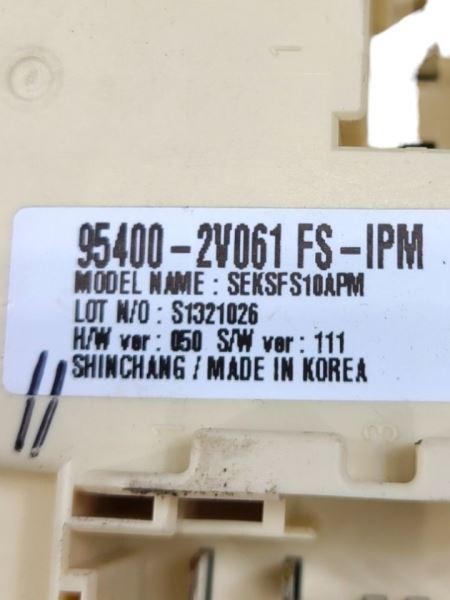 95400-2V061 FS-IPM
MODEL NAME : SEKSFS10APM
LOT N/O : S1321026
H/W ver : 050 S/W ver : 111
SHINCHANG / MADE IN KOREA